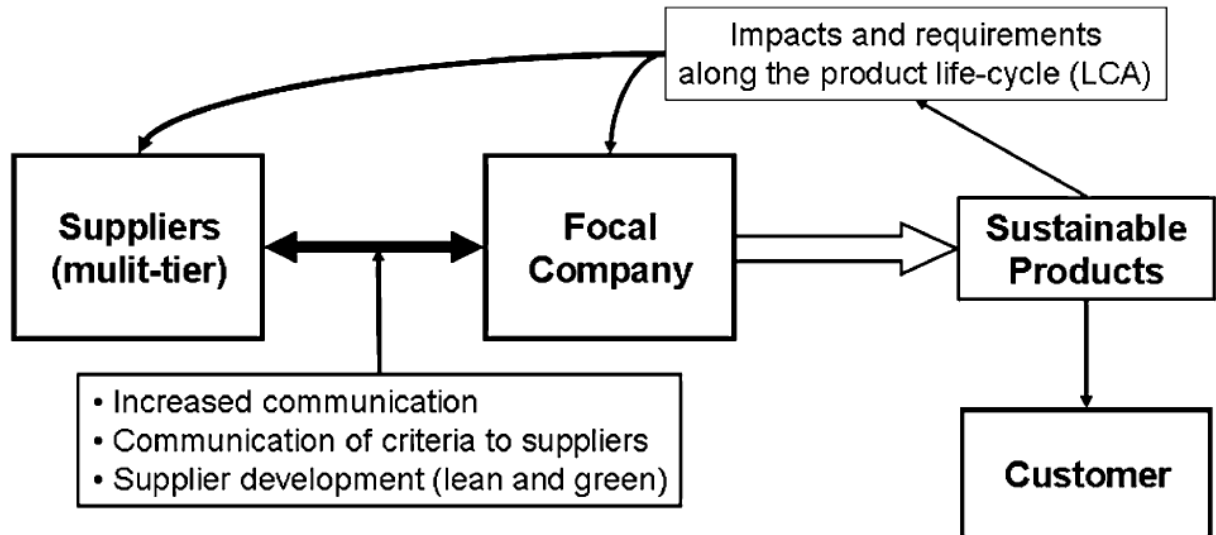 Impacts and requirements
along the product life-cycle (LCA)
Suppliers
(mulit-tier)
Focal
Company
Sustainable
Products
• Increased communication
• Communication of criteria to suppliers
• Supplier development (lean and green)
Customer